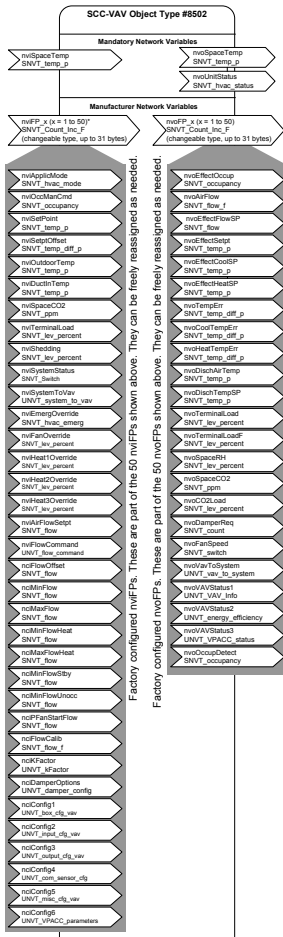 SCC-VAV Object Type #8502
Mandatory Network Variables
nviSpaceTemp
SNVT_temp_p
nvoSpaceTemp
SNVT_temp_p
nvoUnitStatus
SNVT_hvac_status
Manufacturer Network Variables
nviFP_x (x = 1 to 50)*
SNVT_Count_Inc_F
(changeable type, up to 31 bytes)
nvoFP_x (x = 1 to 50)
SNVT_Count_Inc_F
(changeable type, up to 31 bytes)
nviApplicMode
SNVT_hvac_mode
nviOccManCmd
SNVT_occupancy
nviSetPoint
SNVT_temp_p
nviSetptOffset
SNVT_temp_diff_p
nviOutdoorTemp
SNVT_temp_p
nviDuctInTemp
SNVT_temp_p
nviSpaceCO2
SNVT_ppm
nviTerminalLoad
SNVT_lev_percent
nviShedding
SNVT_lev_percent
nviSystemStatus
SNVT_Switch
nviSystemToVav
UNVT_system_to_vav
nviEmergOverride
SNVT_hvac_emerg
nviFanOverride
SNVT_lev_percent
nviHeat1Override
SNVT_lev_percent
nviHeat2Override
SNVT_lev_percent
nviHeat3Override
SNVT_lev_percent
nviAirFlowSetpt
SNVT_flow
nviFlowCommand
UNVT_flow_command
nciFlowOffset
SNVT_flow
nciMinFlow
SNVT_flow
nciMaxFlow
SNVT_flow
nciMinFlowHeat
SNVT_flow
nciMaxFlowHeat
SNVT_flow
nciMinFlowStby
SNVT_flow
nciMinFlowUnocc
SNVT_flow
nciPFanStartFlow
SNVT_flow
nciFlowCalib
SNVT_flow_f
nciKFactor
UNVT_kFactor
nciDamperOptions
UNVT_damper_config
nciConfig1
UNVT_box_cfg_vav
nciConfig2
UNVT_input_cfg_vav
nciConfig3
UNVT_output_cfg_vav
nciConfig4
UNVT_com_sensor_cfg
nciConfig5
UNVT_misc_cfg_vav
nciConfig6
UNVT_VPACC_parameters
Factory configured nviFPs. These are part of the 50 nviFPs shown above. They can be freely reassigned as needed.
Factory configured nvoFPs. These are part of the 50 nvoFPs shown above. They can be freely reassigned as needed.
nvoEffectOccup
SNVT_occupancy
nvoAirFlow
SNVT_flow_f
nvoEffectFlowSP
SNVT_flow
nvoEffectSetpt
SNVT_temp_p
nvoEffectCoolSP
SNVT_temp_p
nvoEffectHeatSP
SNVT_temp_p
nvoTempErr
SNVT_temp_diff_p
nvoCoolTempErr
SNVT_temp_diff_p
nvoHeatTempErr
SNVT_temp_diff_p
nvoDischAirTemp
SNVT_temp_p
nvoDischTempSP
SNVT_temp_p
nvoTerminalLoad
SNVT_lev_percent
nvoTerminalLoadF
SNVT_lev_percent
nvoSpaceRH
SNVT_lev_percent
nvoSpaceCO2
SNVT_ppm
nvoCO2Load
SNVT_lev_percent
nvoDamperReq
SNVT_count
nvoFanSpeed
SNVT_switch
nvoVavToSystem
UNVT_vav_to_system
nvoVAVStatus1
UNVT_VAV_Info
nvoVAVStatus2
UNVT_energy_efficiency
nvoVAVStatus3
UNVT_VPACC_status
nvoOccupDetect
SNVT_occupancy